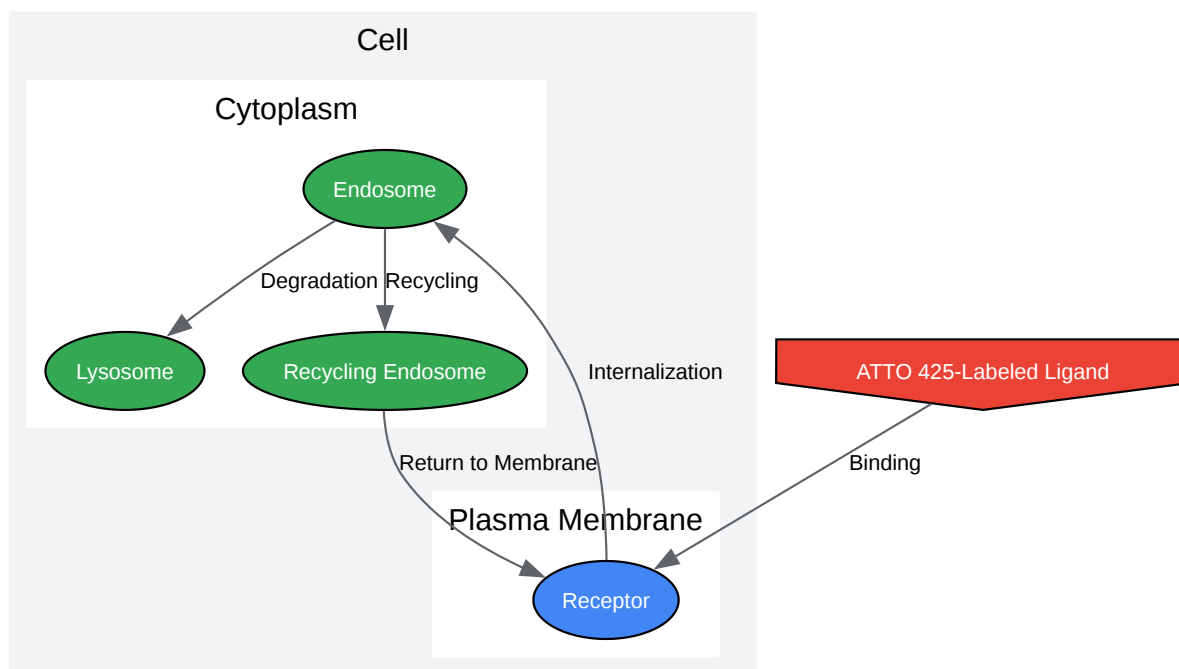 Cell
Cytoplasm
Endosome
Degradation
Recycling
Lysosome
Recycling Endosome
Internalization
ATTO 425-Labeled Ligand
Return to Membrane
Binding
Plasma Membrane
Receptor